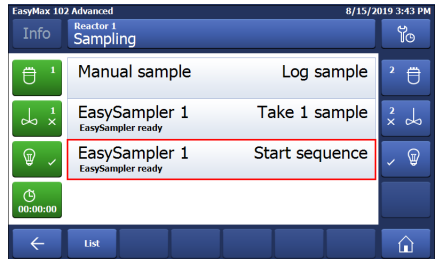 EasyMax 102 Advanced 8/15/2019 3:43 PM
Info
Reactor 1
Sampling
1
Manual sample Log sample
2
1
EasySampler 1 Take 1 sample
EasySampler ready
2
EasySampler 1 Start sequence
EasySampler ready
00:00:00
List